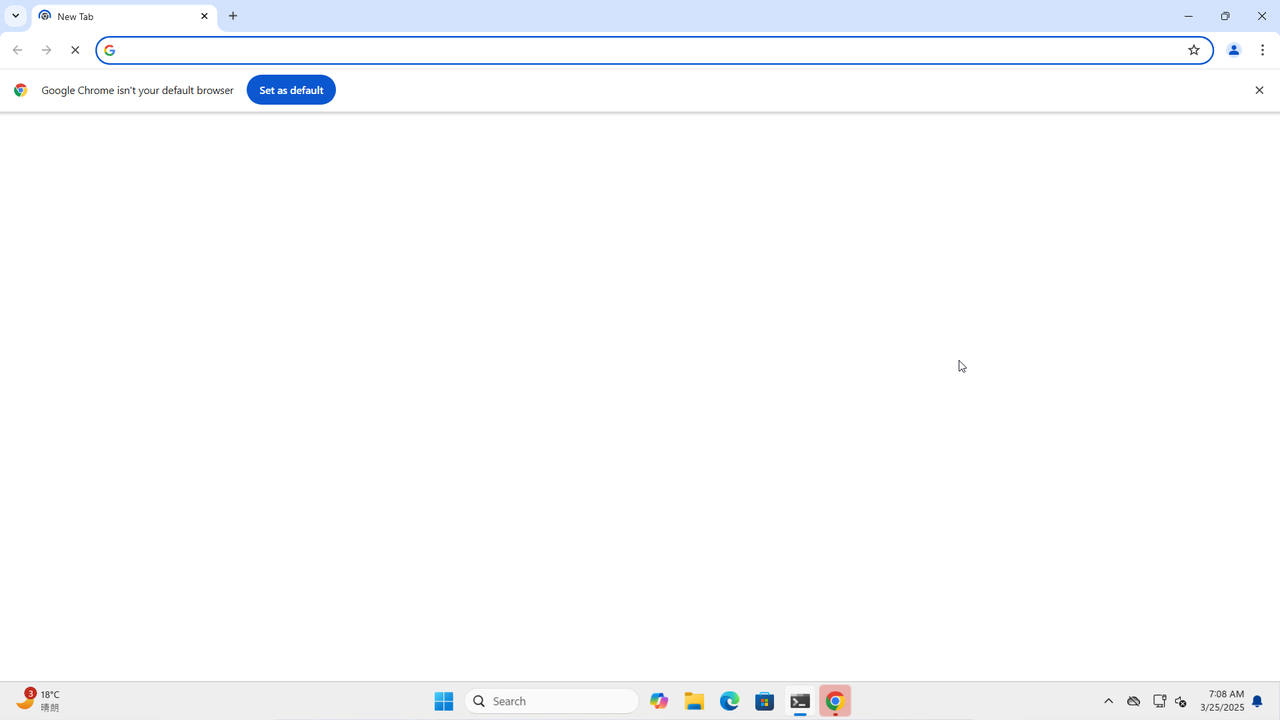 New Tab
Google Chrome isn't your default browser
Set as default
3
18°C
晴朗
Search
7:08 AM
3/25/2025